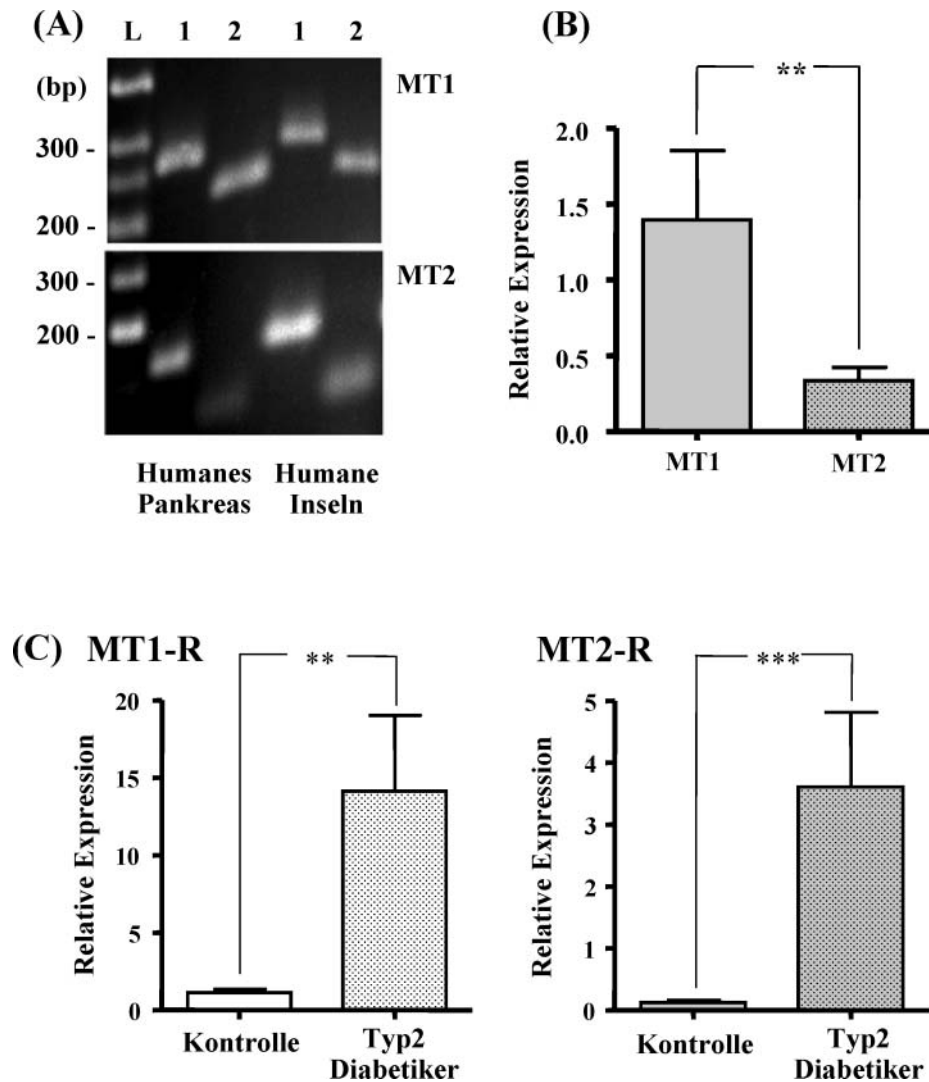 (A)
L 1 2 1 2
(bp)
MT1
300 -
200 -
MT2
300 -
200 -
Humanes Pankreas
Humane Inseln
(B)
**
Relative Expression
2.0
1.5
1.0
0.5
0.0
MT1 MT2
(C) MT1-R
**
Relative Expression
20
15
10
5
0
Kontrolle
Typ2
Diabetiker
MT2-R
***
Relative Expression
5
4
3
2
1
0
Kontrolle
Typ2
Diabetiker